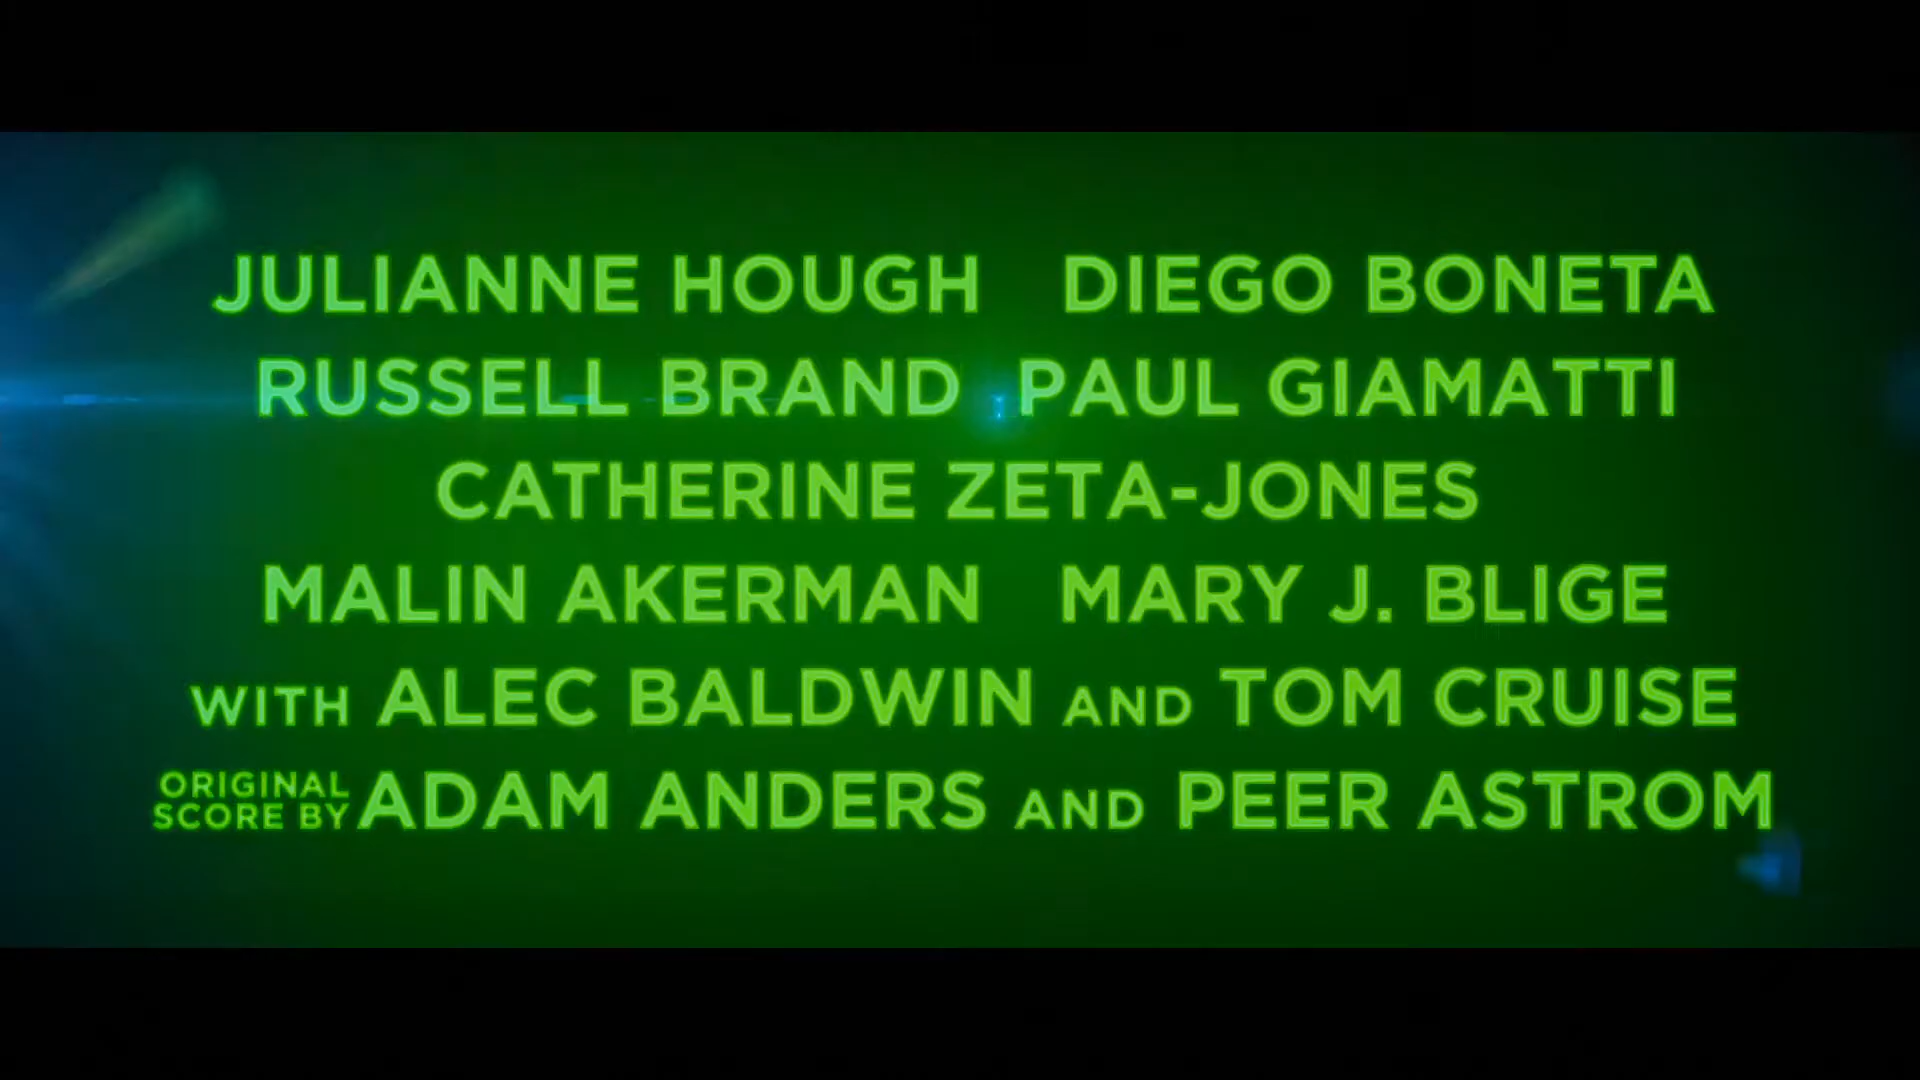 JULIANNE HOUGH DIEGO BONETA
RUSSELL BRAND PAUL GIAMATTI
CATHERINE ZETA-JONES
MALIN AKERMAN MARY J. BLIGE
WITH ALEC BALDWIN AND TOM CRUISE
ORIGINAL SCORE BY ADAM ANDERS AND PEER ASTROM